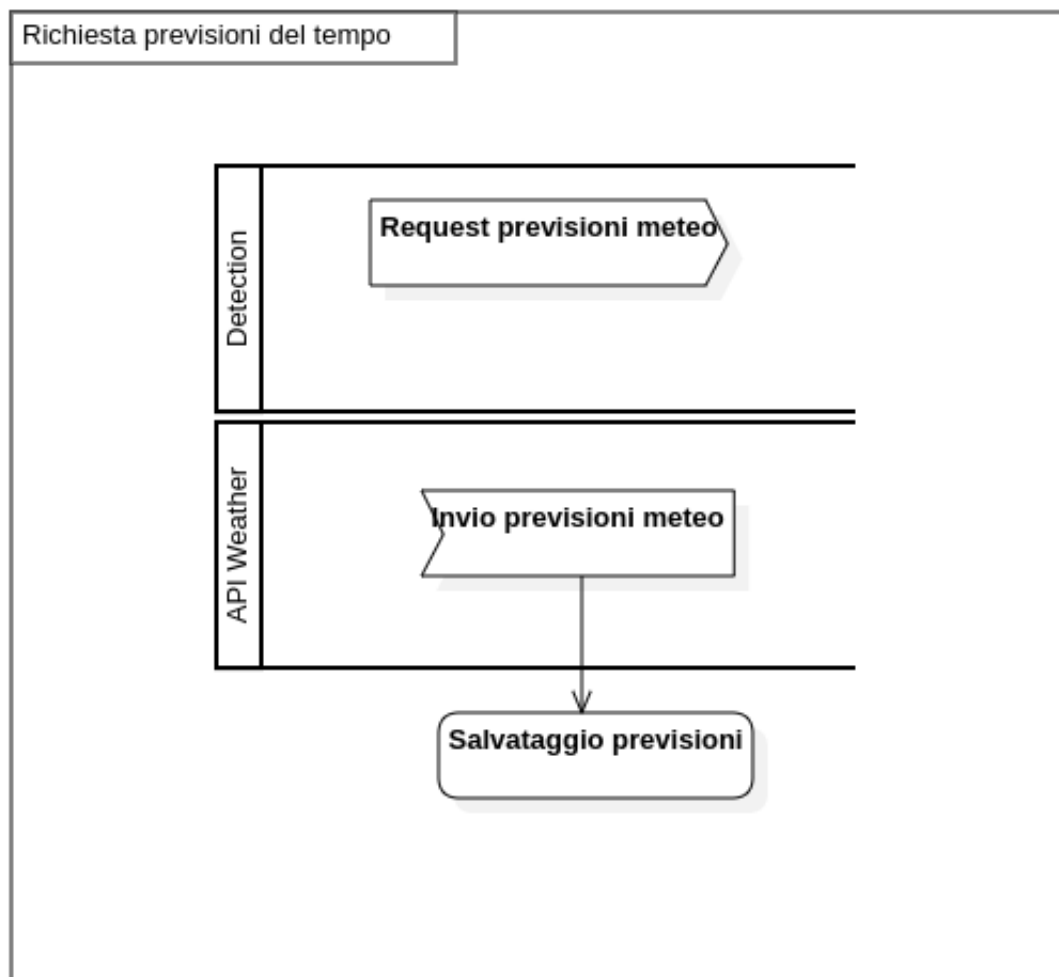 Richiesta previsioni del tempo
Detection
Request previsioni meteo
API Weather
Invio previsioni meteo
Salvataggio previsioni